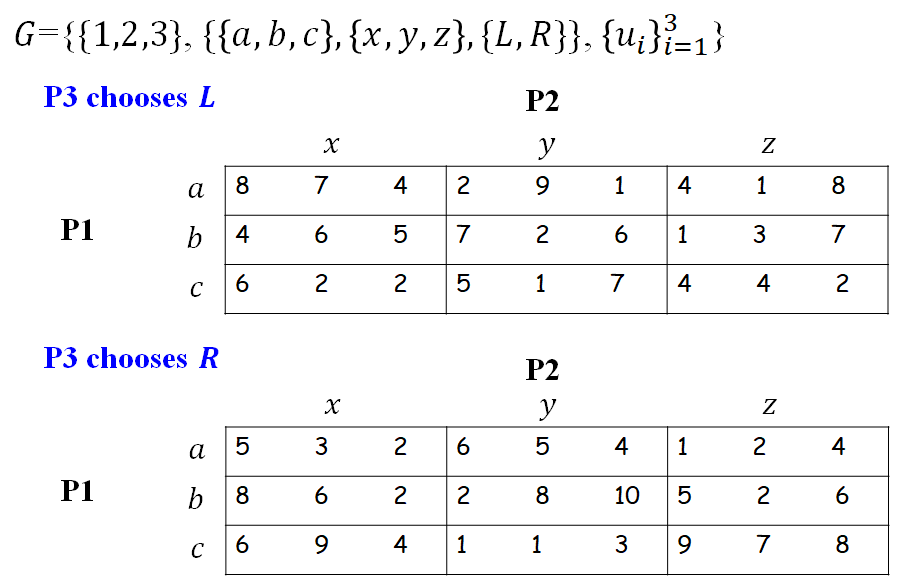 G={{1,2,3}, {{a, b, c}, {x, y, z}, {L, R}}, {u_i}_{i=1}^3}
P3 chooses L
P2
x y z
a 8 7 4 2 9 1 4 1 8
P1 b 4 6 5 7 2 6 1 3 7
c 6 2 2 5 1 7 4 4 2
P3 chooses R
P2
x y z
a 5 3 2 6 5 4 1 2 4
P1 b 8 6 2 2 8 10 5 2 6
c 6 9 4 1 1 3 9 7 8